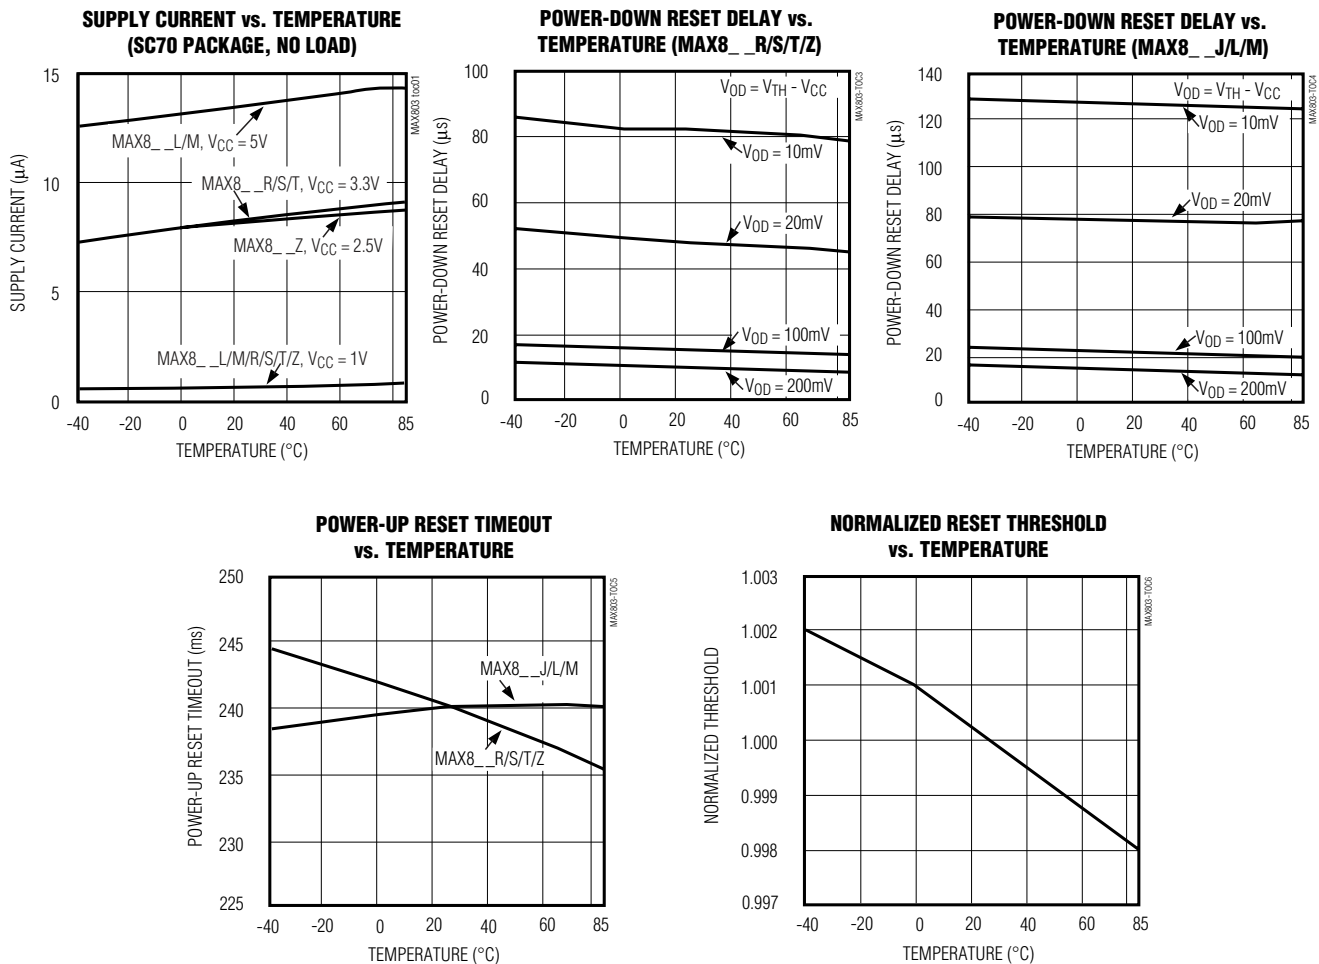 SUPPLY CURRENT vs. TEMPERATURE
(SC70 PACKAGE, NO LOAD)
MAX803 toc01
15
10
5
0
SUPPLY CURRENT (µA)
MAX8_ _L/M, VCC = 5V
MAX8_ _R/S/T, VCC = 3.3V
MAX8_ _Z, VCC = 2.5V
MAX8_ _L/M/R/S/T/Z, VCC = 1V
-40 -20 0 20 40 60 85
TEMPERATURE (°C)
POWER-DOWN RESET DELAY vs.
TEMPERATURE (MAX8_ _R/S/T/Z)
MAX803-TOC3
100
80
60
40
20
0
POWER-DOWN RESET DELAY (µs)
VOD = VTH - VCC
VOD = 10mV
VOD = 20mV
VOD = 100mV
VOD = 200mV
-40 -20 0 20 40 60 85
TEMPERATURE (°C)
POWER-DOWN RESET DELAY vs.
TEMPERATURE (MAX8_ _J/L/M)
MAX803-TOC4
140
120
100
80
60
40
20
0
POWER-DOWN RESET DELAY (µs)
VOD = VTH - VCC
VOD = 10mV
VOD = 20mV
VOD = 100mV
VOD = 200mV
-40 -20 0 20 40 60 85
TEMPERATURE (°C)
POWER-UP RESET TIMEOUT
vs. TEMPERATURE
MAX803-TOC5
250
245
240
235
230
225
POWER-UP RESET TIMEOUT (ms)
MAX8_ _J/L/M
MAX8_ _R/S/T/Z
-40 -20 0 20 40 60 85
TEMPERATURE (°C)
NORMALIZED RESET THRESHOLD
vs. TEMPERATURE
MAX803-TOC6
1.003
1.002
1.001
1.000
0.999
0.998
0.997
NORMALIZED THRESHOLD
-40 -20 0 20 40 60 85
TEMPERATURE (°C)